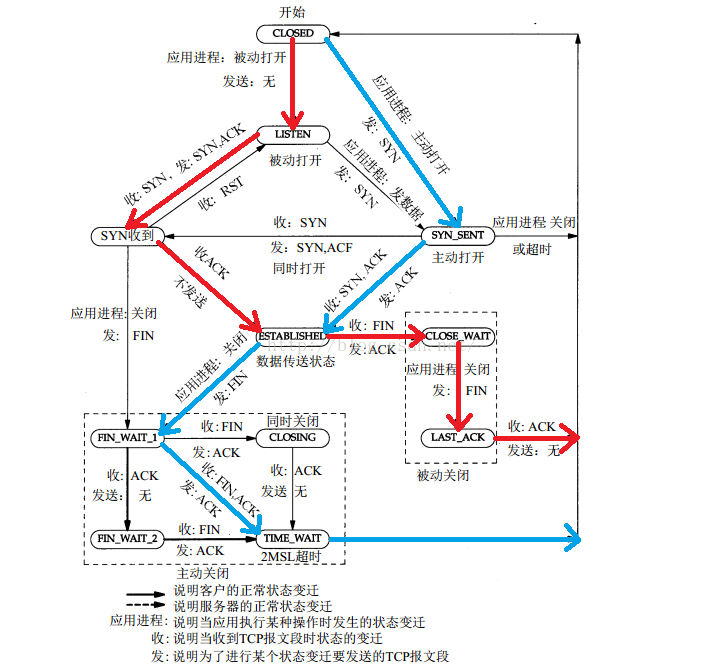 开始
CLOSED
应用进程：被动打开
发送：无
应用进程：主动打开
发：SYN
LISTEN
被动打开
收: SYN，发: SYN,ACK
收：RST
应用进程：发数据
发：SYN
SYN收到
收：SYN
发：SYN,ACF
同时打开
SYN_SENT
主动打开
应用进程:关闭
或超时
收ACK
不发送
收: SYN, ACK
发: ACK
应用进程:关闭
发: FIN
ESTABLISHED
数据传送状态
收: FIN
发: ACK
CLOSE_WAIT
应用进程:关闭
发: FIN
LAST_ACK
收: ACK
发送: 无
被动关闭
应用进程: 关闭
发: FIN
FIN_WAIT_1
收: FIN
发: ACK
同时关闭
CLOSING
收: ACK
发送: 无
收: FIN,ACK
发: ACK
收: ACK
发送 无
FIN_WAIT_2
收: FIN
发: ACK
TIME_WAIT
2MSL超时
主动关闭
说明客户的正常状态变迁
说明服务器的正常状态变迁
应用进程: 说明当应用执行某种操作时发生的状态变迁
收: 说明当收到TCP报文段时状态的变迁
发: 说明为了进行某个状态变迁要发送的TCP报文段